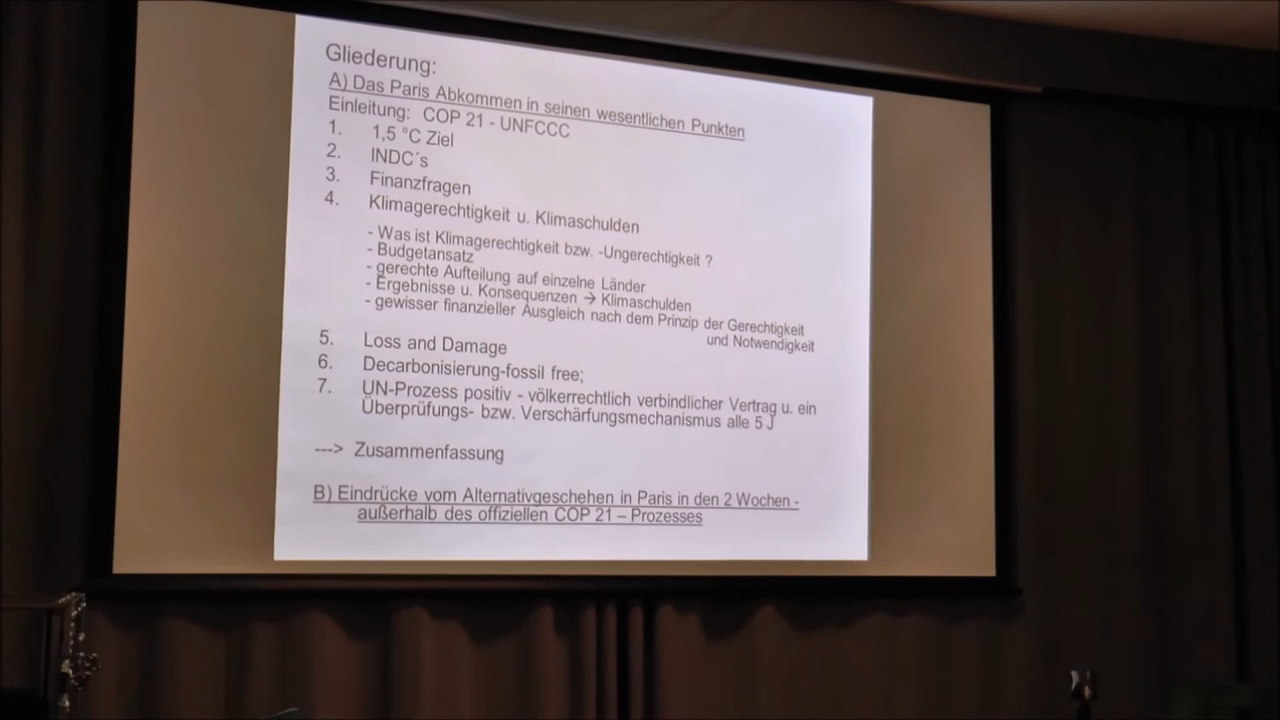 Gliederung:
A) Das Paris Abkommen in seinen wesentlichen Punkten
Einleitung: COP 21 - UNFCCC
1. 1,5 °C Ziel
2. INDC´s
3. Finanzfragen
4. Klimagerechtigkeit u. Klimaschulden
- Was ist Klimagerechtigkeit bzw. -Ungerechtigkeit ?
- Budgetansatz
- gerechte Aufteilung auf einzelne Länder
- Ergebnisse u. Konsequenzen → Klimaschulden
- gewisser finanzieller Ausgleich nach dem Prinzip der Gerechtigkeit
und Notwendigkeit
5. Loss and Damage
6. Decarbonisierung-fossil free;
7. UN-Prozess positiv - völkerrechtlich verbindlicher Vertrag u. ein
Überprüfungs- bzw. Verschärfungsmechanismus alle 5 J
---> Zusammenfassung
B) Eindrücke vom Alternativgeschehen in Paris in den 2 Wochen -
außerhalb des offiziellen COP 21 – Prozesses